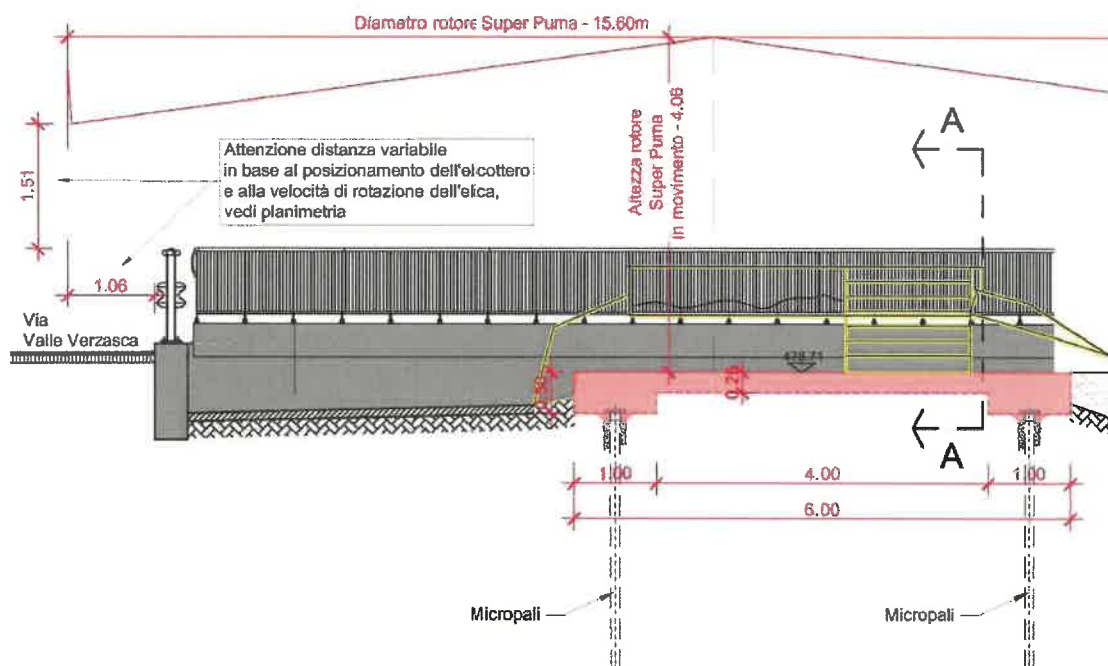 Diametro rotore Super Puma - 15.60m
A
Attenzione distanza variabile
in base al posizionamento dell'elcottero
e alla velocità di rotazione dell'elica,
vedi planimetria
Altezza rotore
Super Puma
in movimento - 4.06
1.51
1.06
Via
Valle Verzasca
0.25
A
1.00
4.00
1.00
6.00
Micropali
Micropali